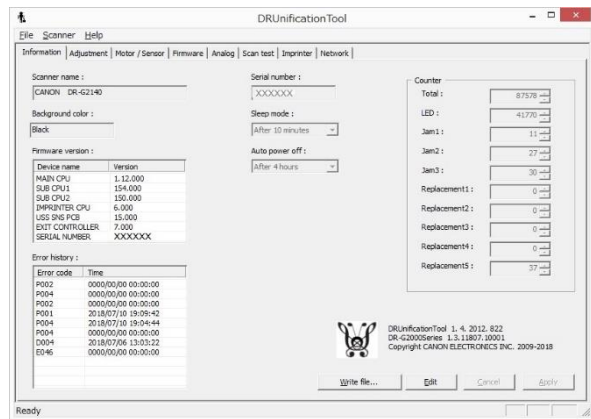 DRUnificationTool
File Scanner Help
Information Adjustment Motor / Sensor Firmware Analog Scan test Imprinter Network
Scanner name :
CANON DR-G2140
Background color :
Black
Firmware version :
Device name Version
MAIN CPU 1.12.000
SUB CPU1 154.000
SUB CPU2 150.000
IMPRINTER CPU 6.000
USS SNS PCB 15.000
EXIT CONTROLLER 7.000
SERIAL NUMBER XXXXXX
Error history :
Error code Time
P002 0000/00/00 00:00:00
P004 0000/00/00 00:00:00
P002 0000/00/00 00:00:00
P001 2018/07/10 19:09:42
P004 2018/07/10 19:04:44
P004 0000/00/00 00:00:00
D004 2018/07/06 13:03:22
E046 0000/00/00 00:00:00
Serial number :
XXXXXX
Sleep mode :
After 10 minutes
Auto power off :
After 4 hours
Counter
Total : 87578
LED : 41770
Jam1 : 11
Jam2 : 27
Jam3 : 30
Replacement1 : 0
Replacement2 : 0
Replacement3 : 0
Replacement4 : 0
Replacement5 : 37
DRUnificationTool 1. 4. 2012. 822
DR-G2000Series 1.3.11807.10001
Copyright CANON ELECTRONICS INC. 2009-2018
Write file... Edit Cancel Apply
Ready